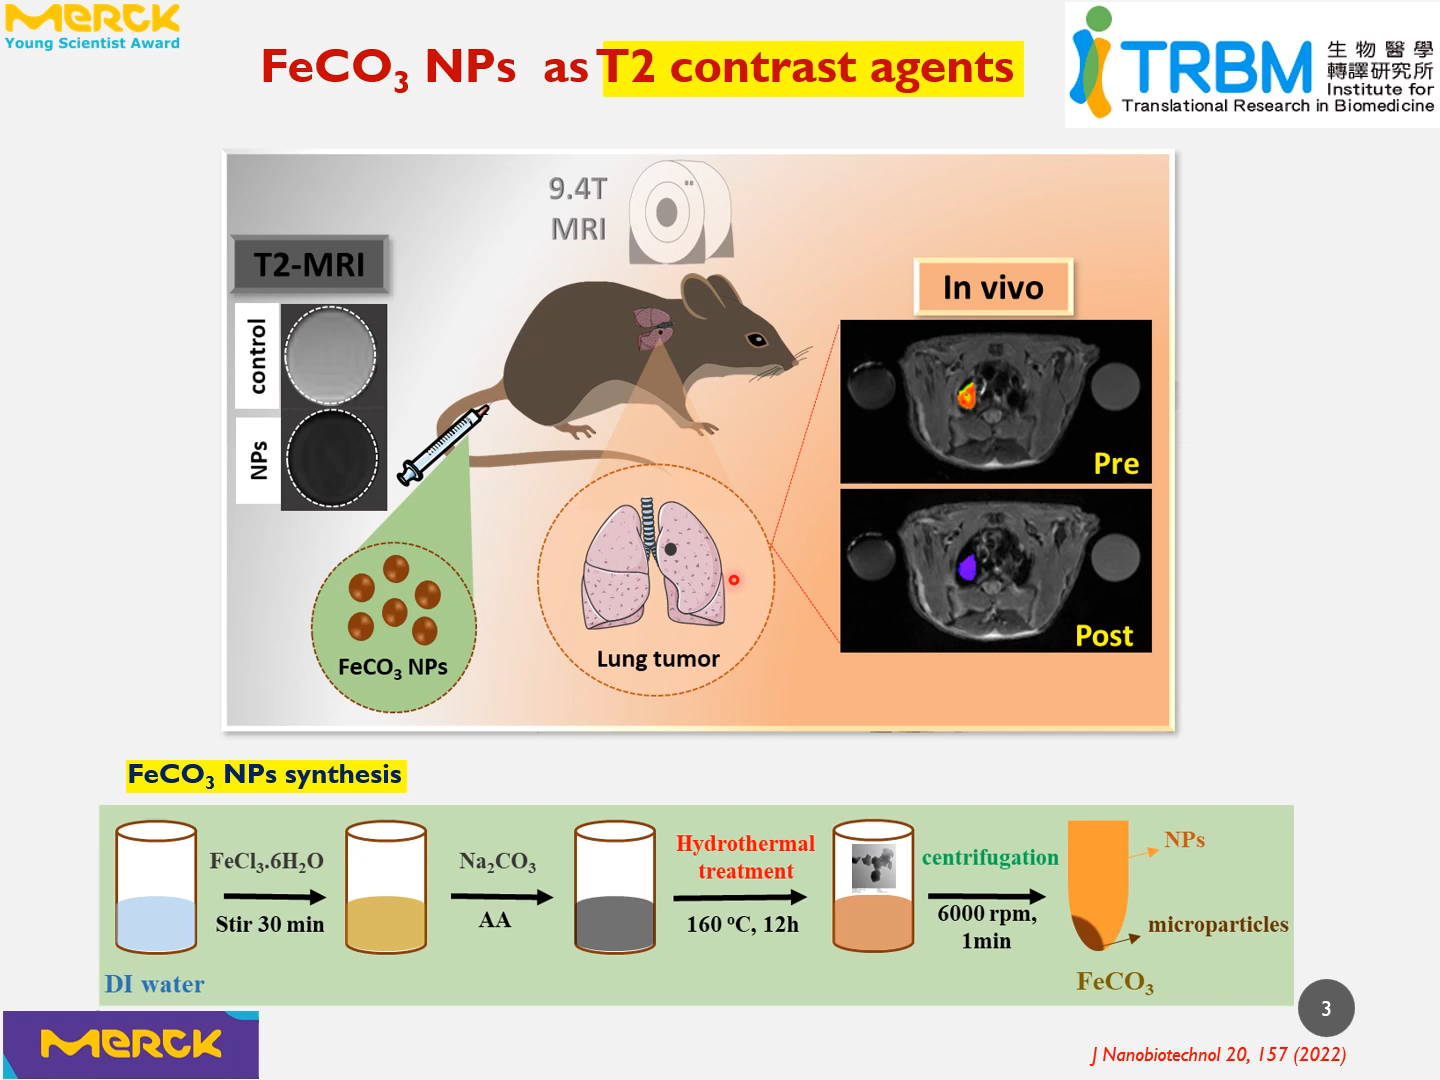 MERCK
Young Scientist Award
FeCO₃ NPs as T2 contrast agents
iTRBM
生物醫學
轉譯研究所
Institute for
Translational Research in Biomedicine
9.4T
MRI
T2-MRI
control
NPs
In vivo
Pre
Post
FeCO₃ NPs
Lung tumor
FeCO₃ NPs synthesis
FeCl₃.6H₂O
Stir 30 min
Na₂CO₃
AA
Hydrothermal
treatment
160 ºC, 12h
centrifugation
6000 rpm,
1min
NPs
microparticles
DI water
FeCO₃
3
MERCK
J Nanobiotechnol 20, 157 (2022)